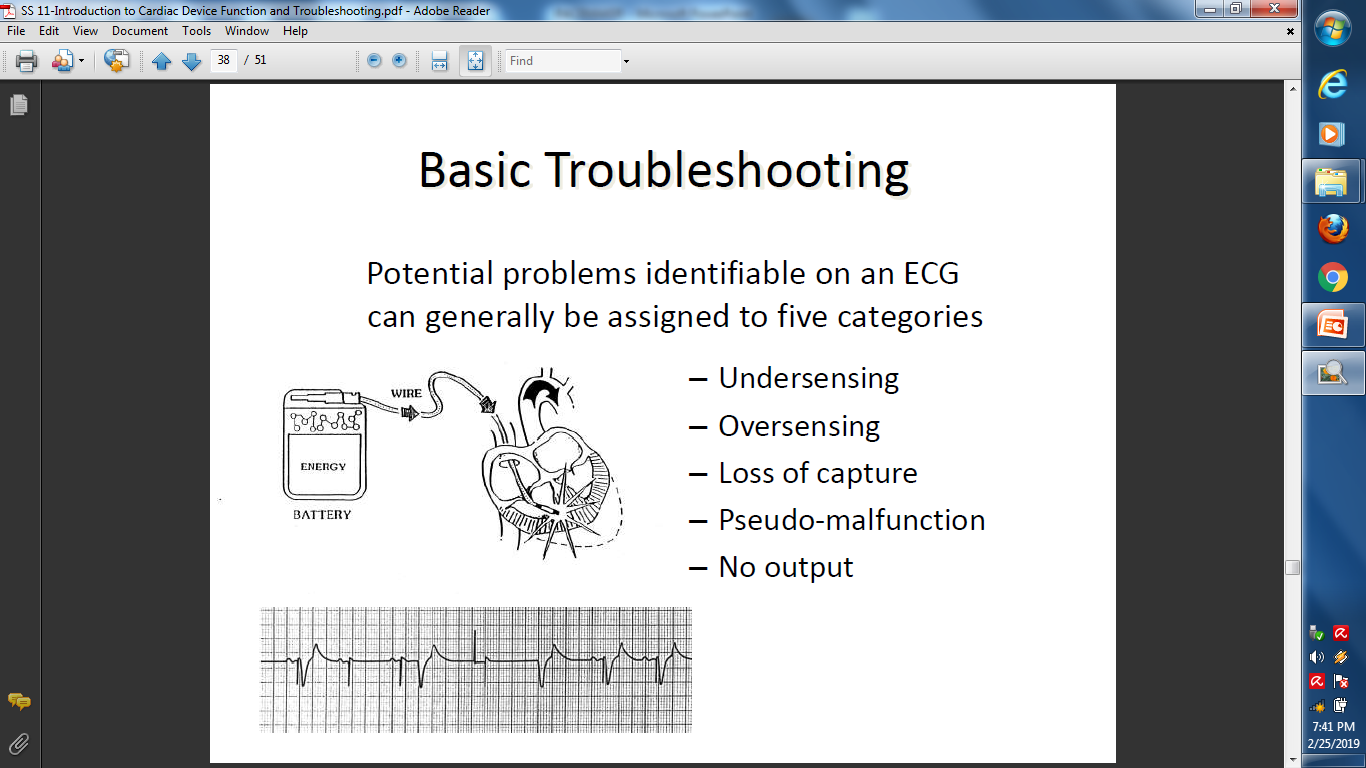 SS 11-Introduction to Cardiac Device Function and Troubleshooting.pdf - Adobe Reader
File Edit View Document Tools Window Help
38 / 51 Find
Basic Troubleshooting
Potential problems identifiable on an ECG
can generally be assigned to five categories
WIRE
ENERGY
BATTERY
– Undersensing
– Oversensing
– Loss of capture
– Pseudo-malfunction
– No output
7:41 PM
2/25/2019